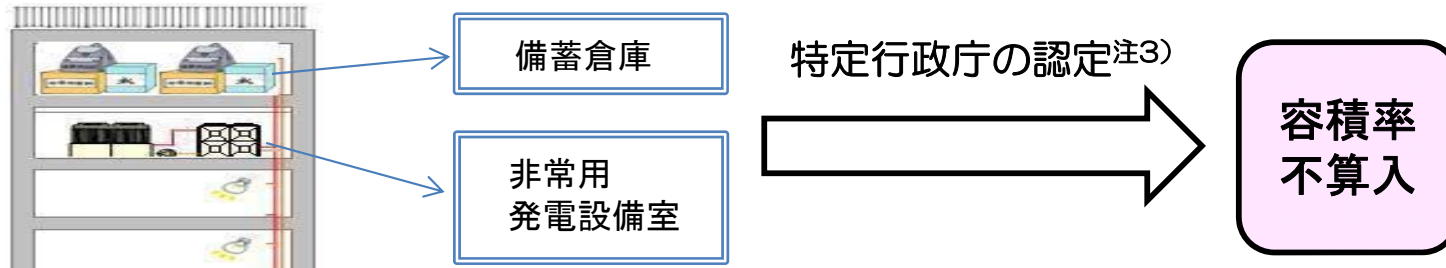 備蓄倉庫
非常用
発電設備室
特定行政庁の認定注3）
容積率
不算入